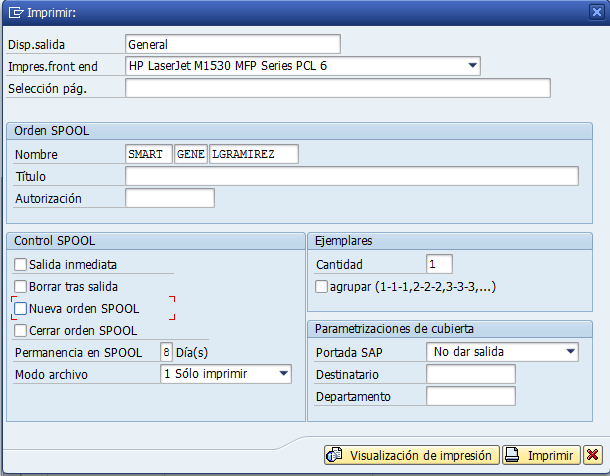 Imprimir:
Disp.salida General
Impres.front end HP LaserJet M1530 MFP Series PCL 6
Selección pág.
Orden SPOOL
Nombre SMART GENE LGRAMIREZ
Título
Autorización
Control SPOOL
Salida inmediata
Borrar tras salida
Nueva orden SPOOL
Cerrar orden SPOOL
Permanencia en SPOOL 8 Día(s)
Modo archivo 1 Sólo imprimir
Ejemplares
Cantidad 1
agrupar (1-1-1,2-2-2,3-3-3,...)
Parametrizaciones de cubierta
Portada SAP No dar salida
Destinatario
Departamento
Visualización de impresión Imprimir